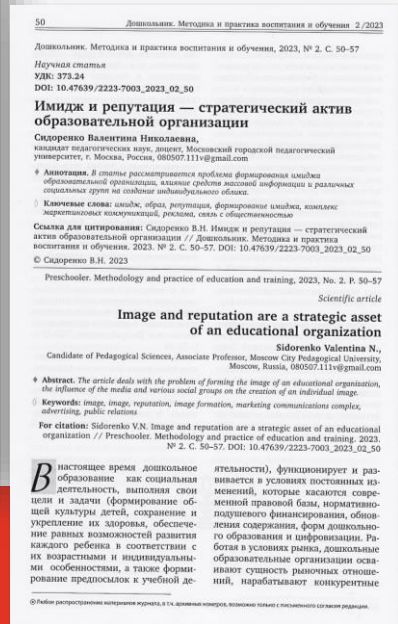 50
Дошкольник. Методика и практика воспитания и обучения 2/2023
Дошкольник. Методика и практика воспитания и обучения, 2023, № 2. С. 50–57
Научная статья
УДК: 373.24
DOI: 10.47639/2223-7003_2023_02_50
Имидж и репутация — стратегический актив
образовательной организации
Сидоренко Валентина Николаевна,
кандидат педагогических наук, доцент, Московский городской педагогический
университет, г. Москва, Россия, 080507.111v@gmail.com
Аннотация. В статье рассматривается проблема формирования имиджа
образовательной организации, влияние средств массовой информации и различных
социальных групп на создание индивидуального облика.
Ключевые слова: имидж, образ, репутация, формирование имиджа, комплекс
маркетинговых коммуникаций, реклама, связь с общественностью
Ссылка для цитирования: Сидоренко В.Н. Имидж и репутация — стратегический
актив образовательной организации // Дошкольник. Методика и практика
воспитания и обучения. 2023. № 2. С. 50–57. DOI: 10.47639/2223-7003_2023_02_50
© Сидоренко В.Н. 2023
Preschooler. Methodology and practice of education and training, 2023, No. 2. P. 50–57
Scientific article
Image and reputation are a strategic asset
of an educational organization
Sidorenko Valentina N.,
Candidate of Pedagogical Sciences, Associate Professor, Moscow City Pedagogical University,
Moscow, Russia, 080507.111v@gmail.com
Abstract. The article deals with the problem of forming the image of an educational organization,
the influence of the media and various social groups on the creation of an individual image.
Keywords: image, image, reputation, image formation, marketing communications complex,
advertising, public relations
For citation: Sidorenko V.N. Image and reputation are a strategic asset of an educational
organization // Preschooler. Methodology and practice of education and training. 2023.
№ 2. С. 50–57. DOI: 10.47639/2223-7003_2023_02_50
В настоящее время дошкольное
образование как социальная
деятельность, выполняя свои
цели и задачи (формирование об-
щей культуры детей, сохранение и
укрепление их здоровья, обеспече-
ние равных возможностей развития
каждого ребенка в соответствии с
их возрастными и индивидуальны-
ми особенностями, а также форми-
рование предпосылок к учебной де-
ятельности), функционирует и раз-
вивается в условиях постоянных из-
менений, которые касаются совре-
менной правовой базы, нормативно-
подушевого финансирования, обнов-
ления содержания, форм дошкольно-
го образования и цифровизации. Ра-
ботая в условиях рынка, дошкольные
образовательные организации осва-
ивают сущность рыночных отноше-
ний, нарабатывают конкурентные
® Любое распространение материалов журнала, в т.ч. архивных номеров, возможно только с письменного согласия редакции.